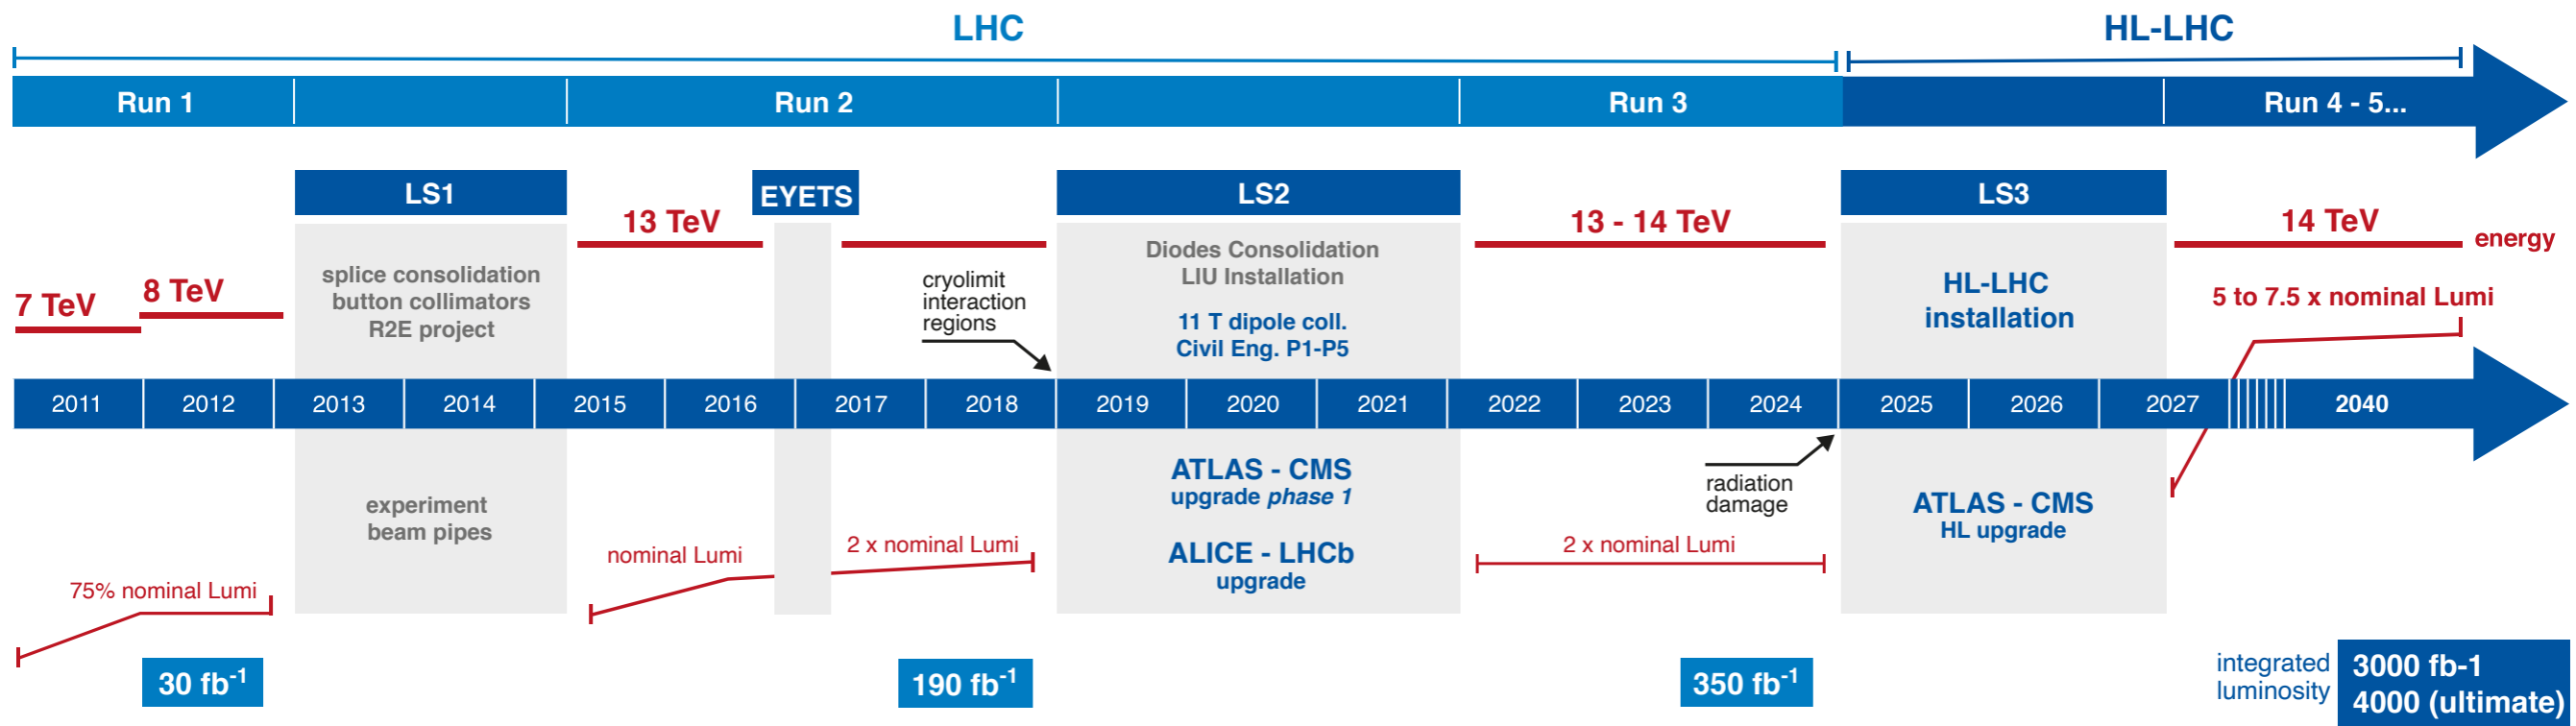 LHC
HL-LHC
Run 1
Run 2
Run 3
Run 4 - 5...
LS1
EYETS
LS2
LS3
13 TeV
13 - 14 TeV
14 TeV
energy
7 TeV
8 TeV
splice consolidation
button collimators
R2E project
cryolimit
interaction
regions
Diodes Consolidation
LIU Installation
11 T dipole coll.
Civil Eng. P1-P5
HL-LHC
installation
5 to 7.5 x nominal Lumi
2011
2012
2013
2014
2015
2016
2017
2018
2019
2020
2021
2022
2023
2024
2025
2026
2027
2040
experiment
beam pipes
ATLAS - CMS
upgrade phase 1
ALICE - LHCb
upgrade
radiation
damage
ATLAS - CMS
HL upgrade
75% nominal Lumi
nominal Lumi
2 x nominal Lumi
2 x nominal Lumi
30 fb⁻¹
190 fb⁻¹
350 fb⁻¹
integrated
luminosity
3000 fb-1
4000 (ultimate)